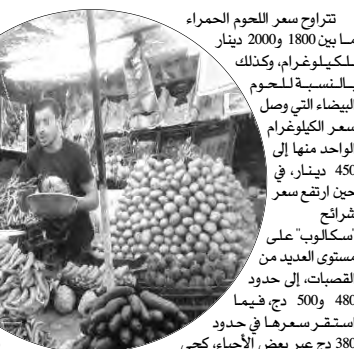 تتراوح سعر اللحوم الحمراء
ما بين 1800 و2000 دينار
للكيلوغرام، وكذلك
بالنسبة للحوم
البيضاء التي وصل
سعر الكيلوغرام
الواحد منها إلى
450 دينار، في
حين ارتفع سعر
شرائح
"سكالوب" على
مستوى العديد من
القصبات، إلى حدود
480 و500 دج، فيما
استقر سعرها في حدود
380 دج عبر بعض الأحياء، كحي